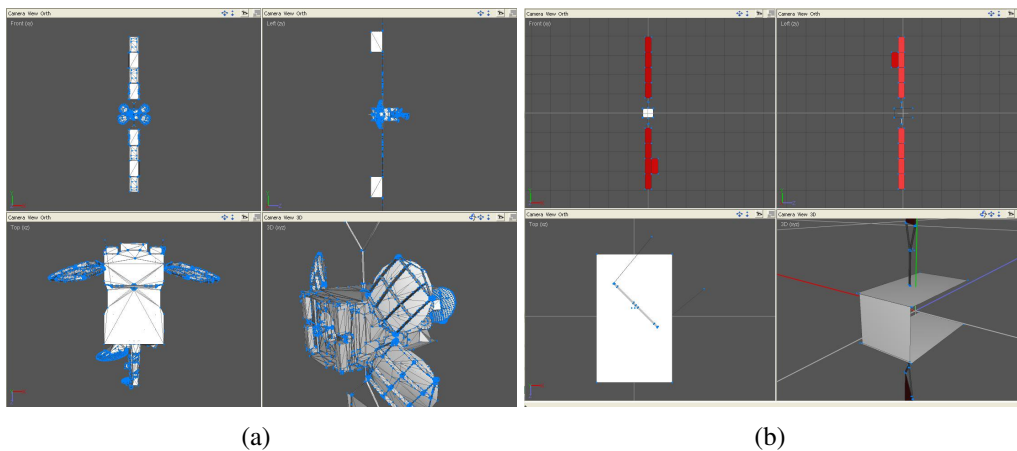 Camera View Orth
Front (xy)
Camera View Orth
Left (zy)
Camera View Orth
Top (xz)
Camera View 3D
3D (xyz)
Camera View Orth
Front (xy)
Camera View Orth
Left (zy)
Camera View Orth
Top (xz)
Camera View 3D
3D (xyz)
(a)
(b)